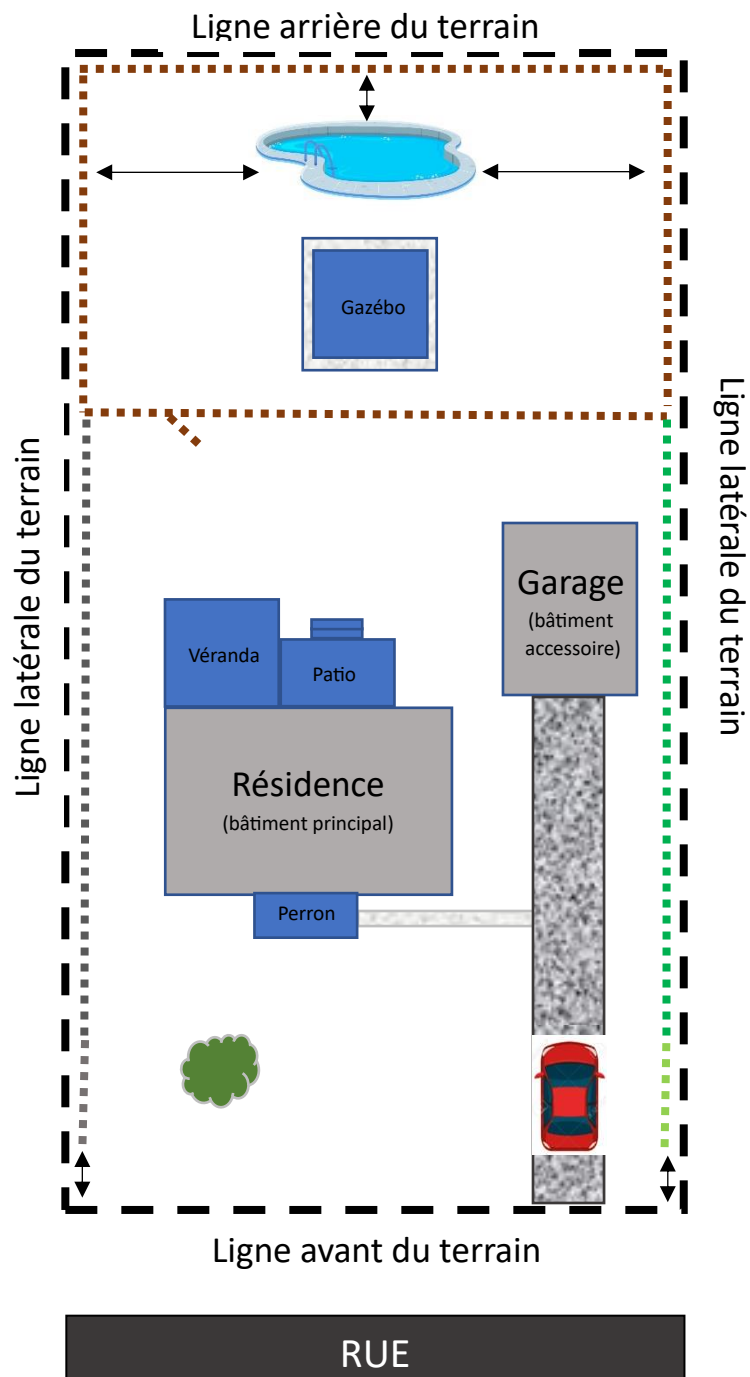 Ligne arrière du terrain
Gazébo
Ligne latérale du terrain
Ligne latérale du terrain
Garage
(bâtiment
accessoire)
Véranda
Patio
Résidence
(bâtiment principal)
Perron
Ligne avant du terrain
RUE